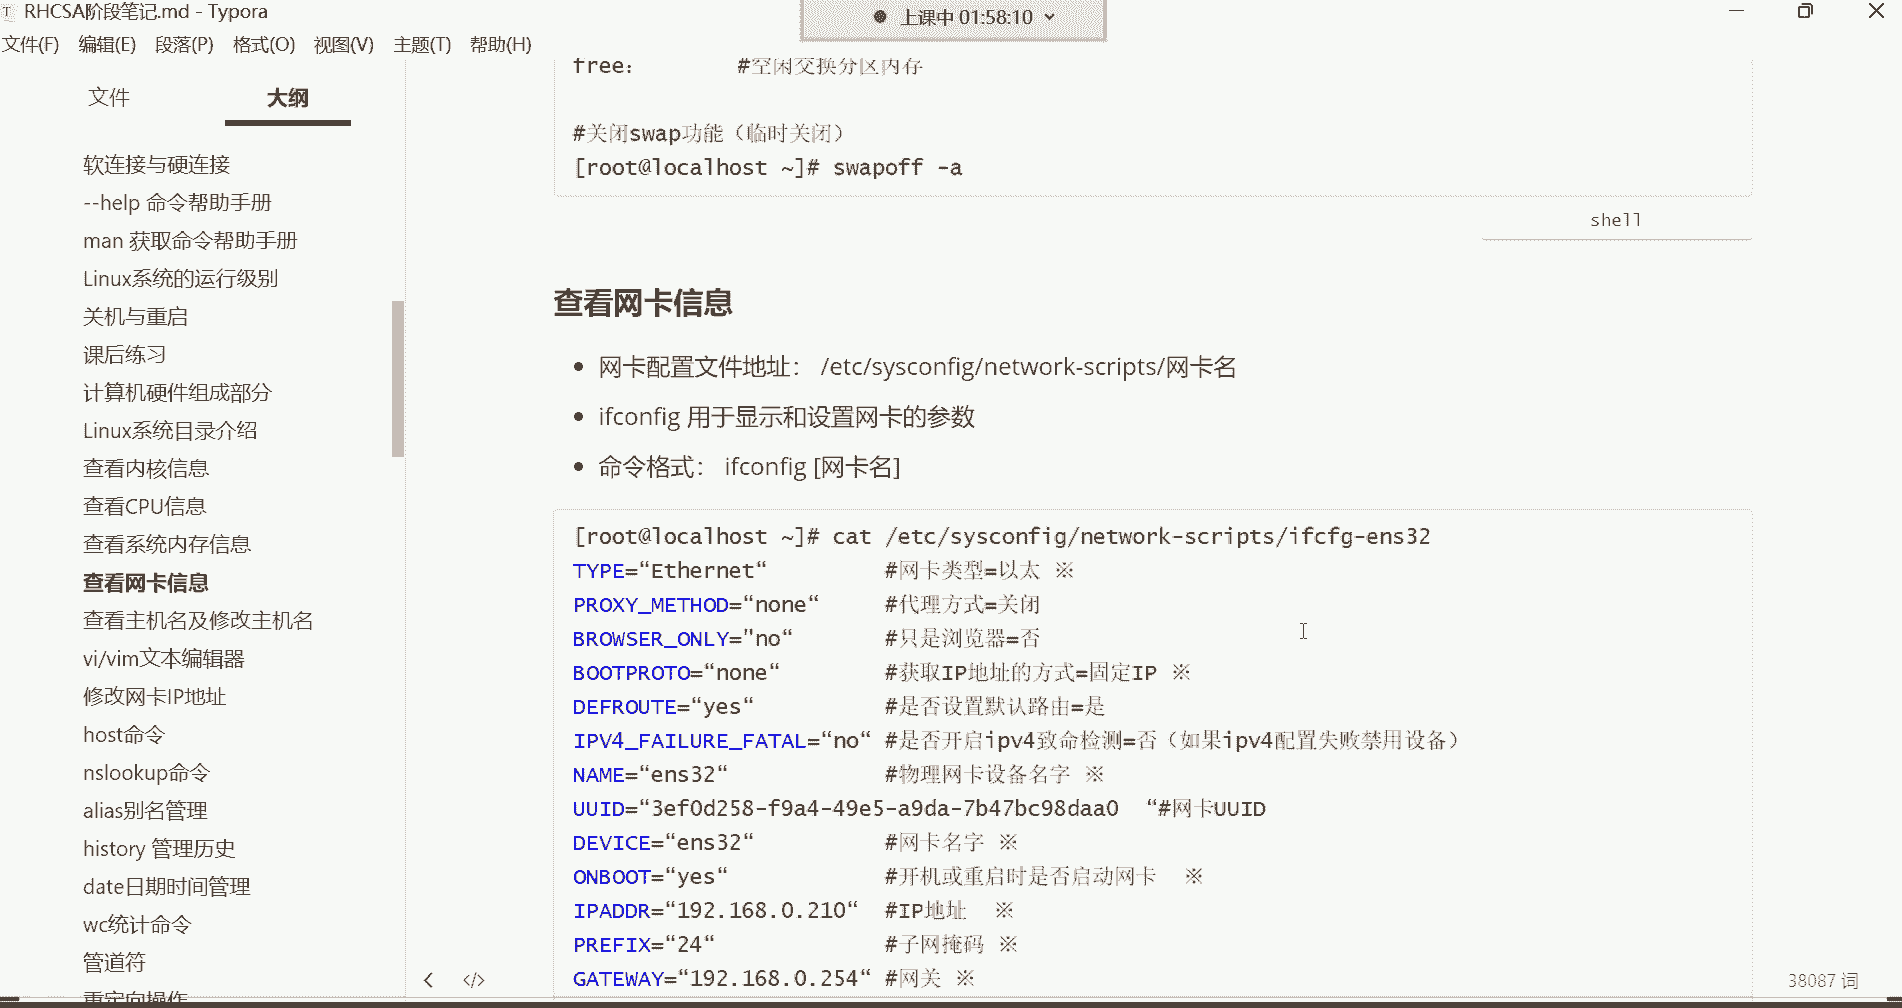 RHCSA阶段笔记.md - Typora
上课中 01:58:10
文件(F) 编辑(E) 段落(P) 格式(O) 视图(V) 主题(T) 帮助(H)
文件 大纲
软连接与硬连接
--help 命令帮助手册
man 获取命令帮助手册
Linux系统的运行级别
关机与重启
课后练习
计算机硬件组成部分
Linux系统目录介绍
查看内核信息
查看CPU信息
查看系统内存信息
查看网卡信息
查看主机名及修改主机名
vi/vim文本编辑器
修改网卡IP地址
host命令
nslookup命令
alias别名管理
history 管理历史
date日期时间管理
wc统计命令
管道符
重定向操作
free: #空闲交换分区内存
#关闭swap功能（临时关闭）
[root@localhost ~]# swapoff -a
shell
查看网卡信息
• 网卡配置文件地址： /etc/sysconfig/network-scripts/网卡名
• ifconfig 用于显示和设置网卡的参数
• 命令格式： ifconfig [网卡名]
[root@localhost ~]# cat /etc/sysconfig/network-scripts/ifcfg-ens32
TYPE=“Ethernet“ #网卡类型=以太 ※
PROXY_METHOD=“none“ #代理方式=关闭
BROWSER_ONLY="no“ #只是浏览器=否
BOOTPROTO=“none“ #获取IP地址的方式=固定IP ※
DEFROUTE=“yes“ #是否设置默认路由=是
IPV4_FAILURE_FATAL=“no“ #是否开启ipv4致命检测=否（如果ipv4配置失败禁用设备）
NAME=“ens32“ #物理网卡设备名字 ※
UUID=“3ef0d258-f9a4-49e5-a9da-7b47bc98daa0 “#网卡UUID
DEVICE=“ens32“ #网卡名字 ※
ONBOOT=“yes“ #开机或重启时是否启动网卡 ※
IPADDR=“192.168.0.210“ #IP地址 ※
PREFIX=“24“ #子网掩码 ※
GATEWAY=“192.168.0.254“ #网关 ※
38087 词